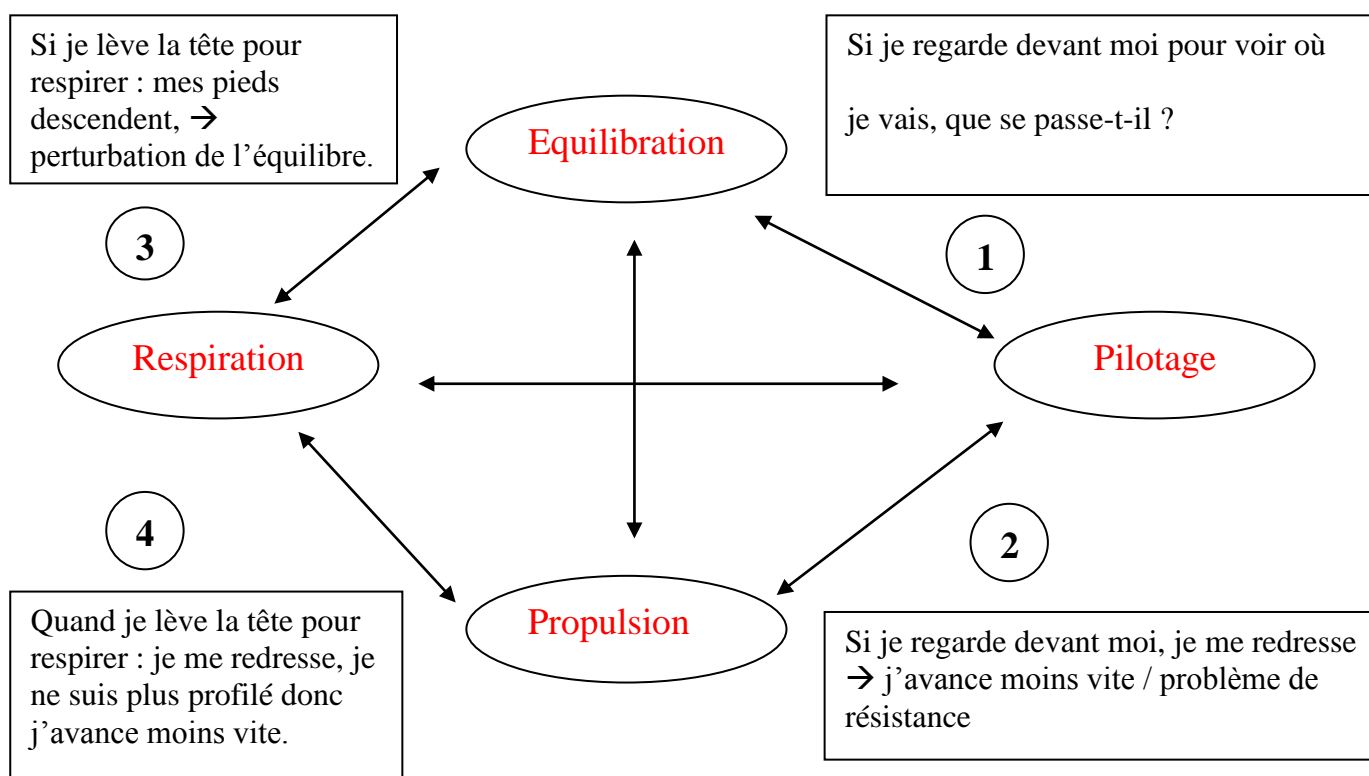 Si je lève la tête pour
respirer : mes pieds
descendent, →
perturbation de l’équilibre.
Si je regarde devant moi pour voir où
je vais, que se passe-t-il ?
Equilibration
3
1
Respiration
Pilotage
4
2
Propulsion
Quand je lève la tête pour
respirer : je me redresse, je
ne suis plus profilé donc
j’avance moins vite.
Si je regarde devant moi, je me redresse
→ j’avance moins vite / problème de
résistance